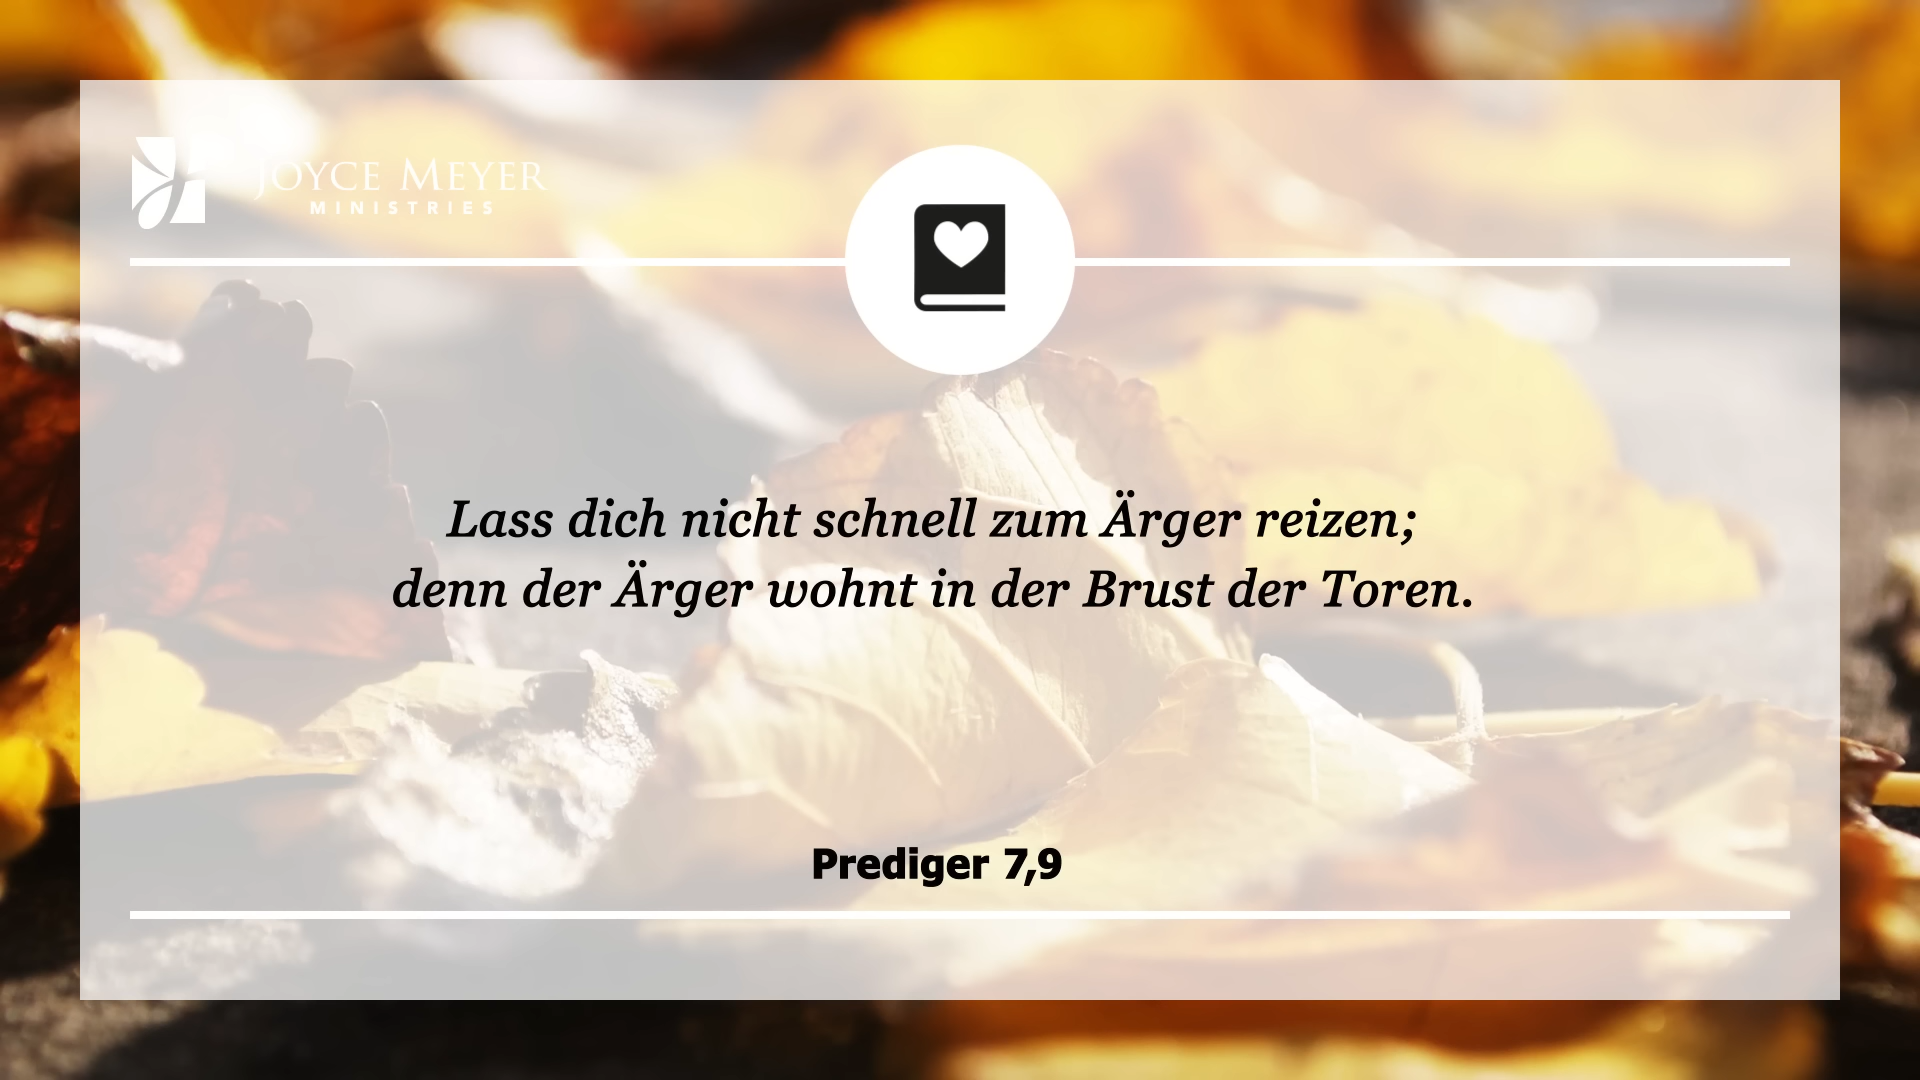 JOYCE MEYER
MINISTRIES
Lass dich nicht schnell zum Ärger reizen;
denn der Ärger wohnt in der Brust der Toren.
Prediger 7,9